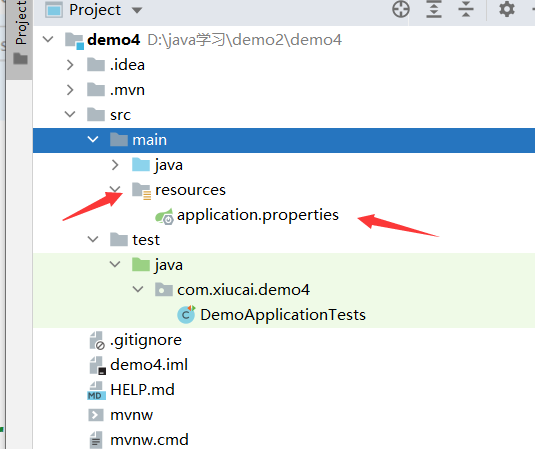 Project
Project
demo4 D:\java学习\demo2\demo4
.idea
.mvn
src
main
java
resources
application.properties
test
java
com.xiucai.demo4
DemoApplicationTests
.gitignore
demo4.iml
MD HELP.md
mvnw
mvnw.cmd